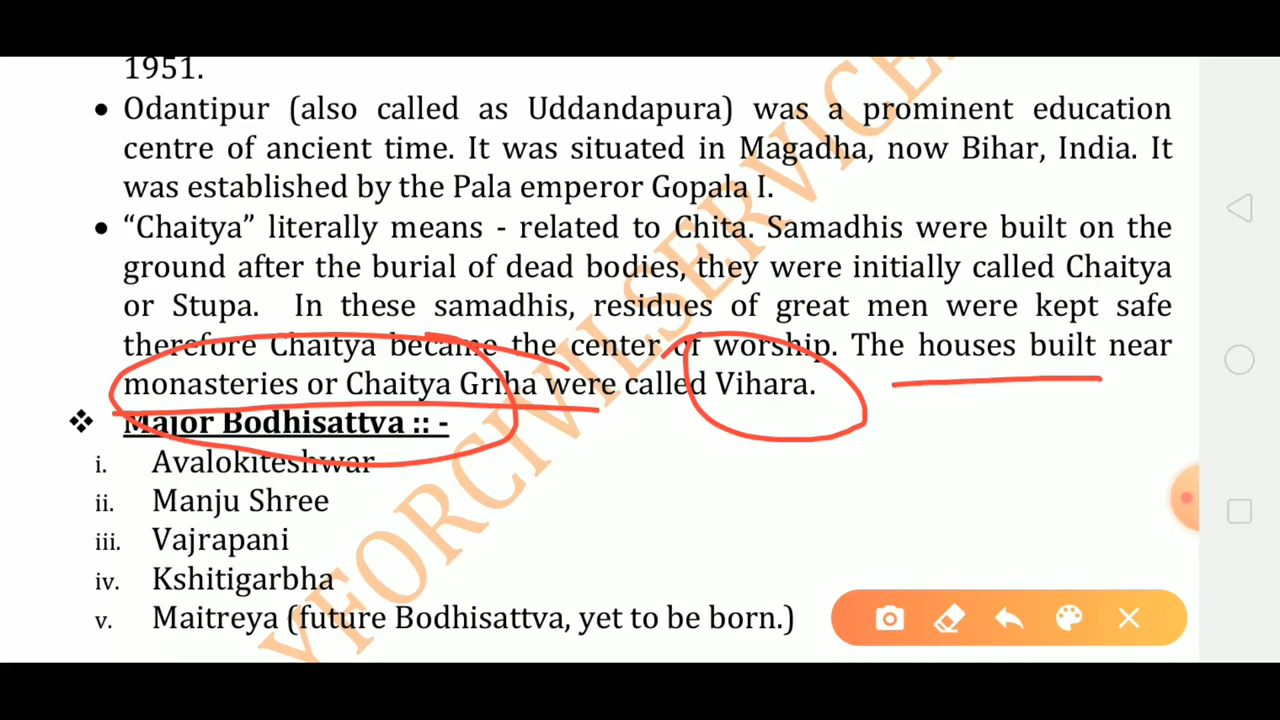 1951.
• Odantipur (also called as Uddandapura) was a prominent education
centre of ancient time. It was situated in Magadha, now Bihar, India. It
was established by the Pala emperor Gopala I.
• “Chaitya” literally means - related to Chita. Samadhis were built on the
ground after the burial of dead bodies, they were initially called Chaitya
or Stupa. In these samadhis, residues of great men were kept safe
therefore Chaitya became the center of worship. The houses built near
monasteries or Chaitya Griha were called Vihara.
❖ Major Bodhisattva :: -
i. Avalokiteshwar
ii. Manju Shree
iii. Vajrapani
iv. Kshitigarbha
v. Maitreya (future Bodhisattva, yet to be born.)
YFORCIVILSERVICES